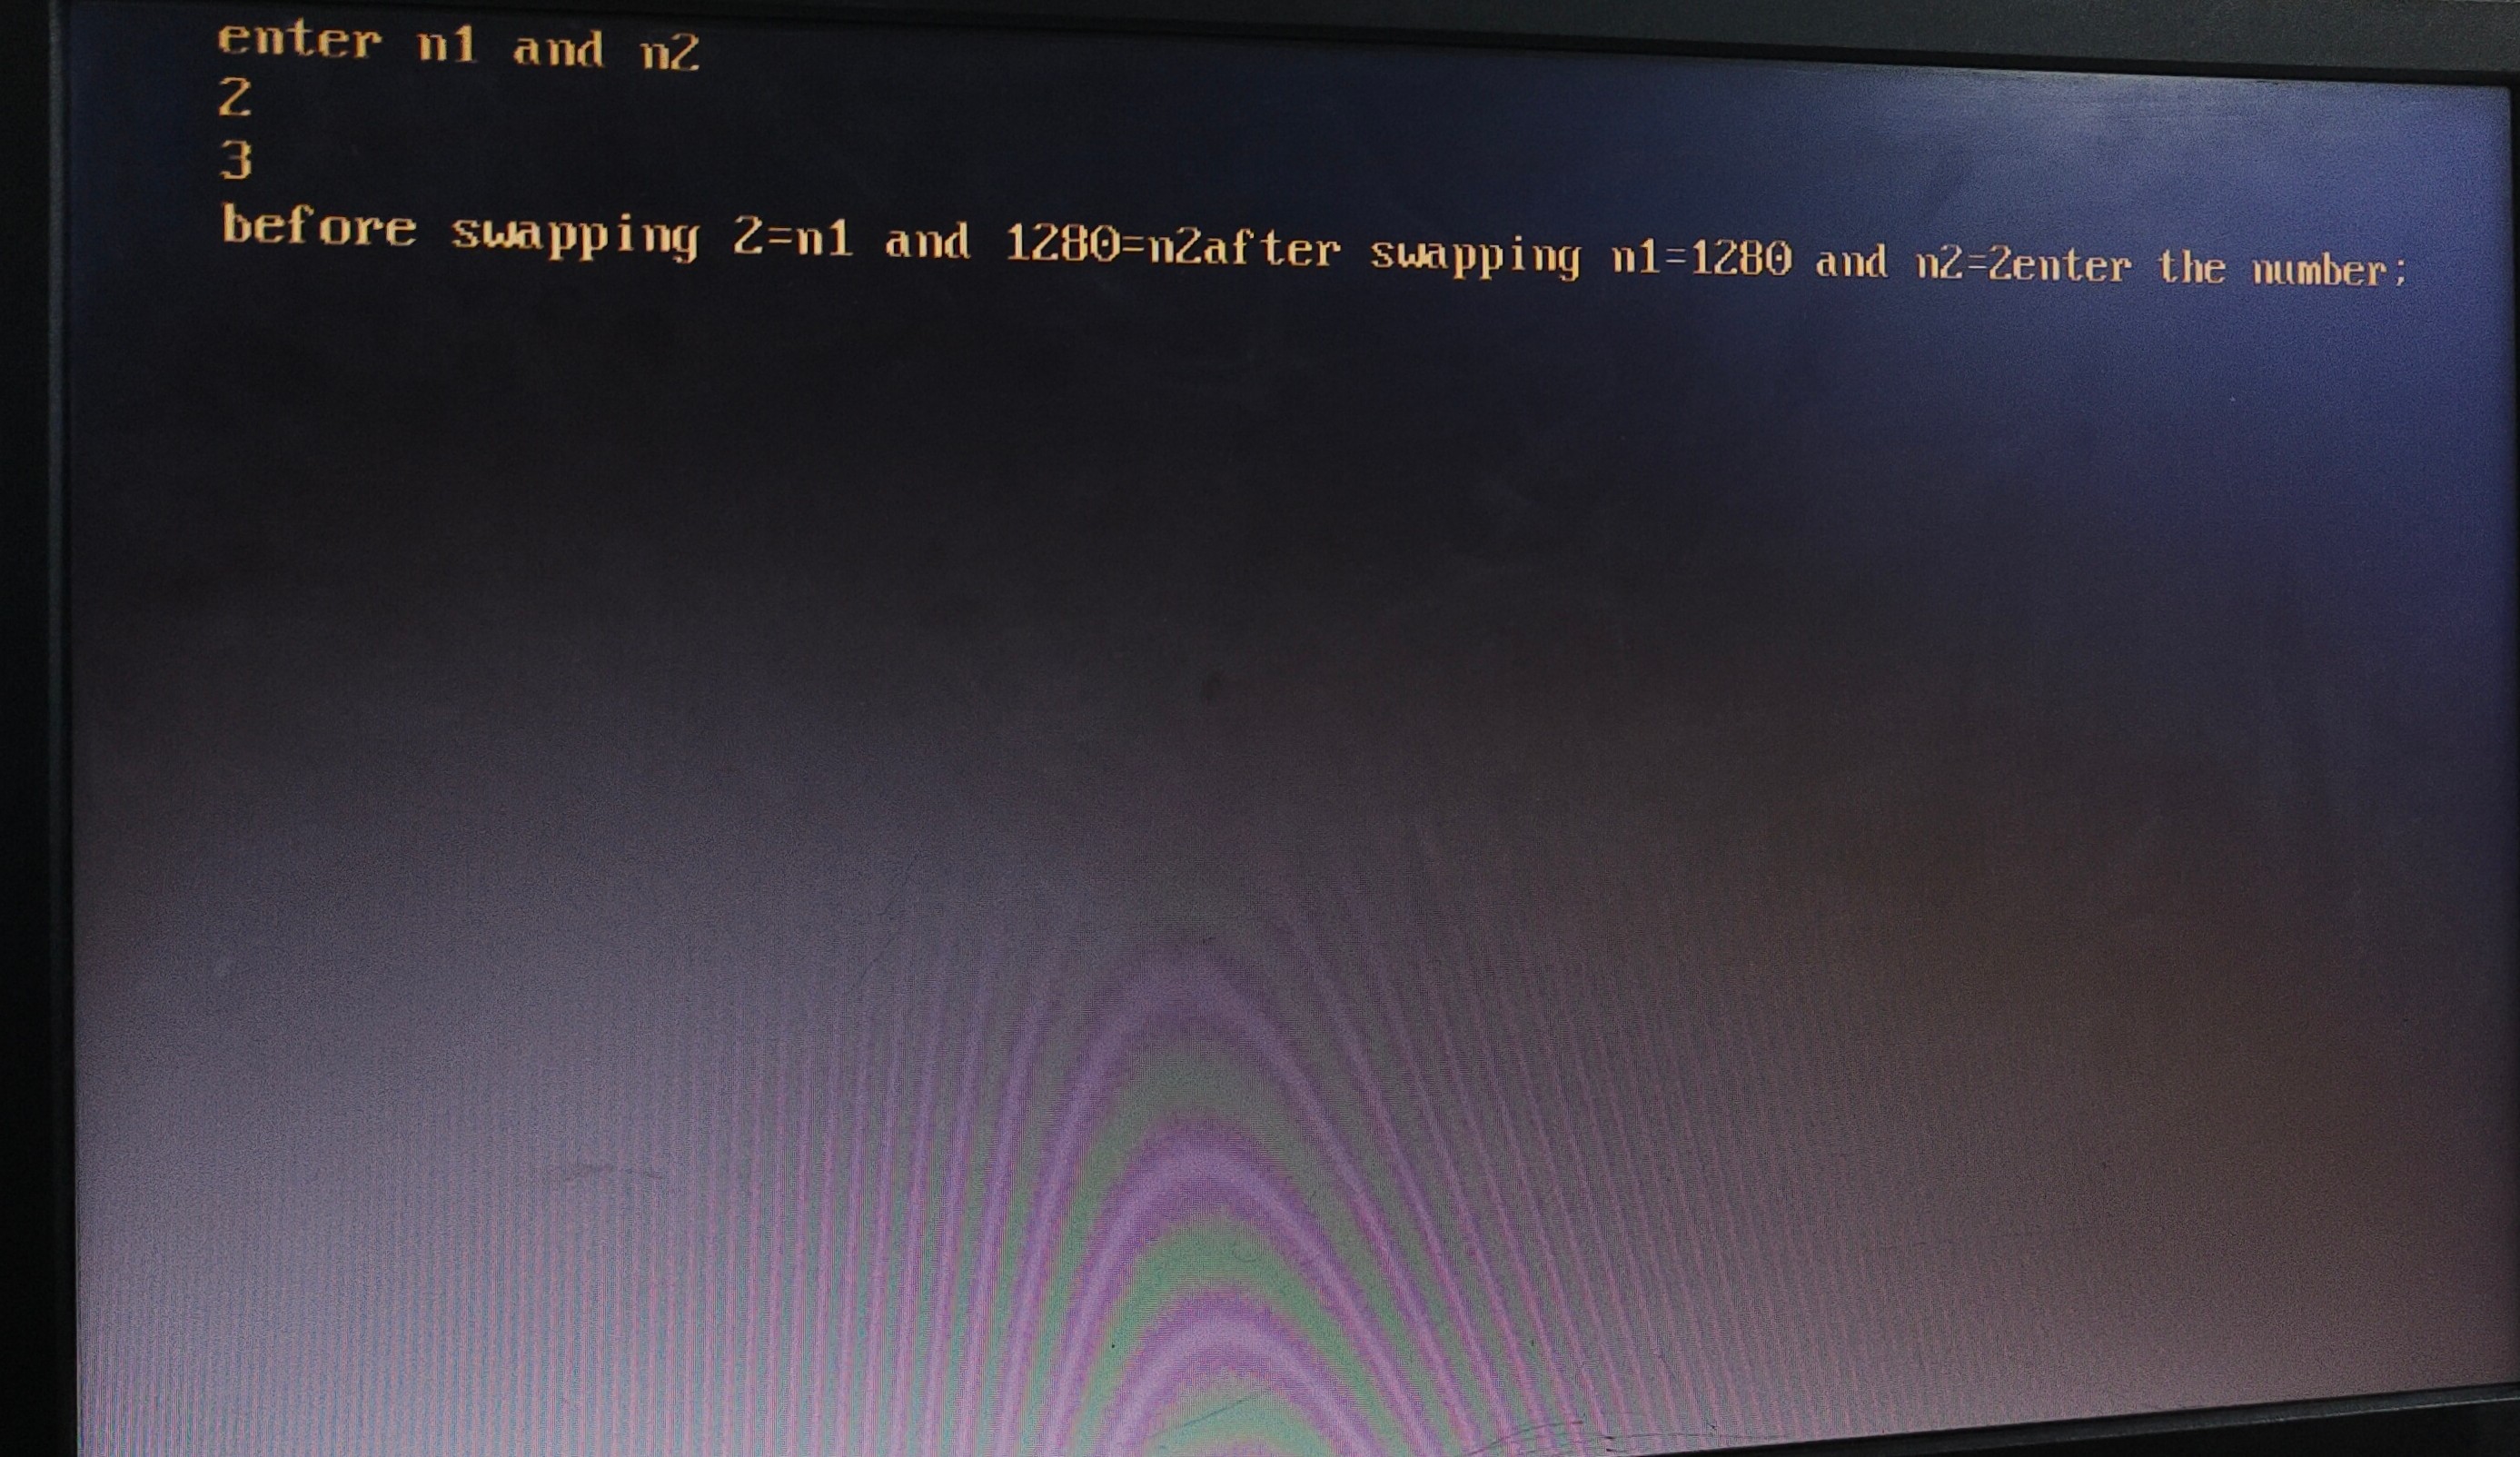 enter n1 and n2
2
3
before swapping 2=n1 and 1280=n2after swapping n1=1280 and n2=2enter the number;